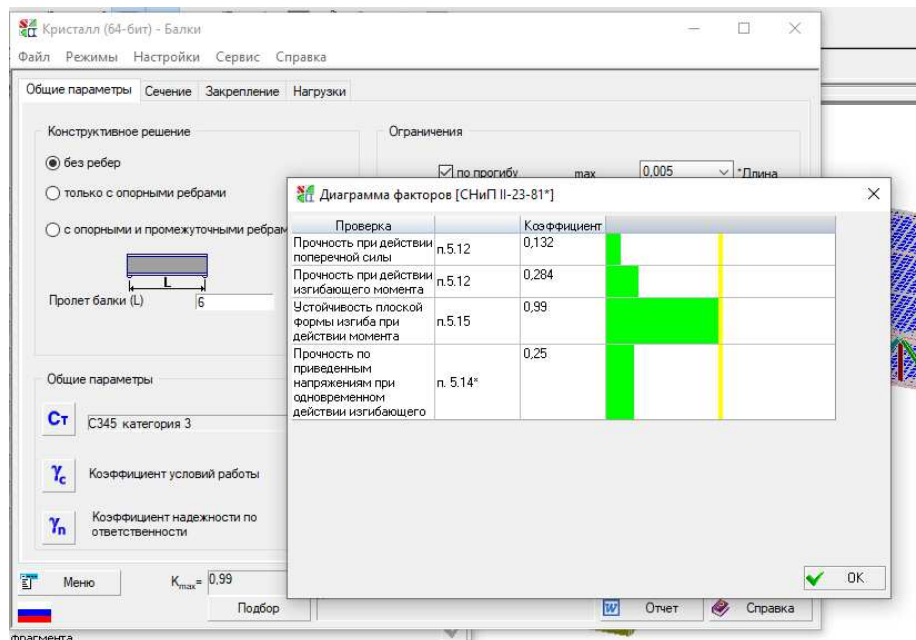 Кристалл (64-бит) - Балки
Файл Режимы Настройки Сервис Справка
Общие параметры Сечение Закрепление Нагрузки
Конструктивное решение
Ограничения
без ребер
по прогибу max 0,005 *Длина
только с опорными ребрами
с опорными и промежуточными ребрам
L
Пролет балки (L) 6
Общие параметры
Ст С345 категория 3
γc Коэффициент условий работы
γn Коэффициент надежности по
ответственности
Меню Kmax= 0,99
Подбор
Отчет Справка
фрагмента
Диаграмма факторов [СНиП II-23-81*]
Проверка Коэффициент
Прочность при действии
поперечной силы
п.5.12 0,132
Прочность при действии
изгибающего момента
п.5.12 0,284
Устойчивость плоской
формы изгиба при
действии момента
п.5.15 0,99
Прочность по
приведенным
напряжениям при
одновременном
действии изгибающего
п. 5.14* 0,25
OK